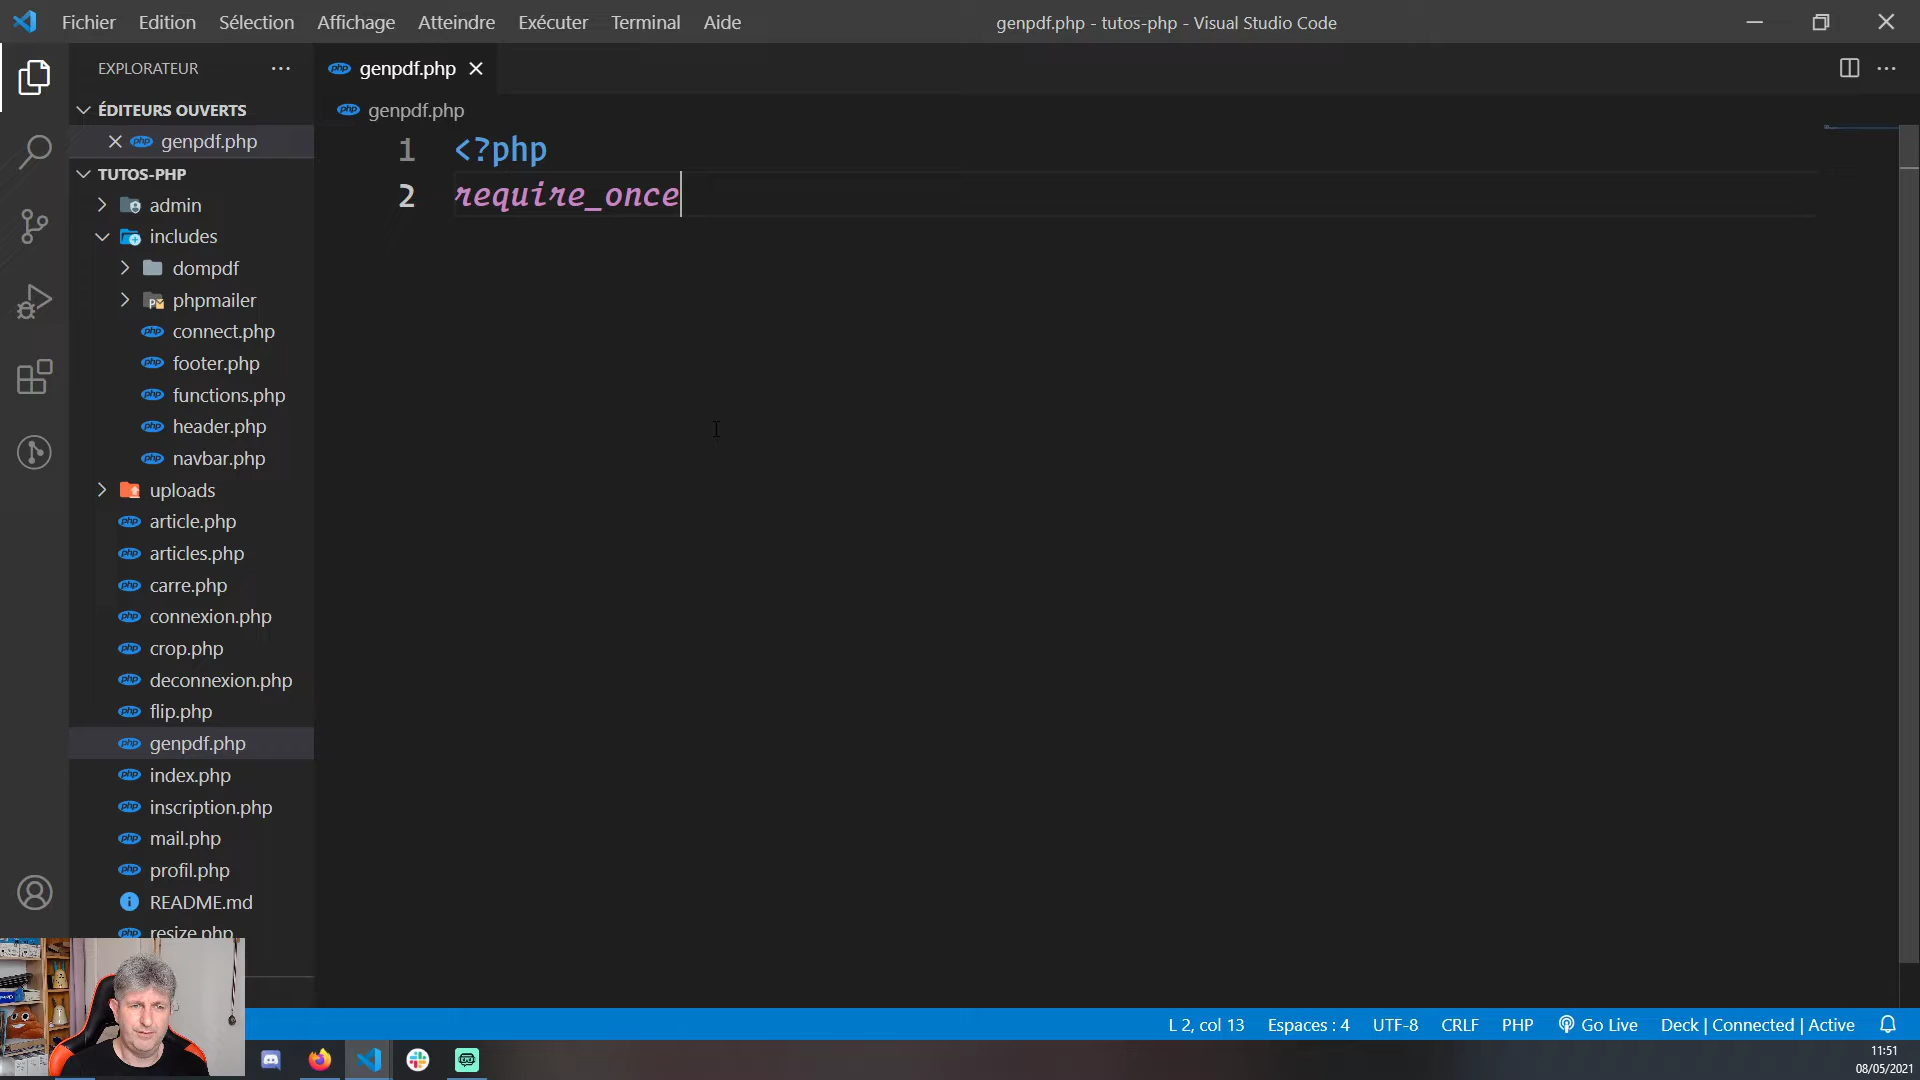 Fichier Edition Sélection Affichage Atteindre Exécuter Terminal Aide
genpdf.php - tutos-php - Visual Studio Code
EXPLORATEUR
genpdf.php
ÉDITEURS OUVERTS
genpdf.php
genpdf.php
TUTOS-PHP
admin
includes
dompdf
phpmailer
connect.php
footer.php
functions.php
header.php
navbar.php
uploads
article.php
articles.php
carre.php
connexion.php
crop.php
deconnexion.php
flip.php
genpdf.php
index.php
inscription.php
mail.php
profil.php
README.md
resize.php
1 <?php
2 require_once
L 2, col 13 Espaces : 4 UTF-8 CRLF PHP Go Live Deck | Connected | Active
11:51
08/05/2021